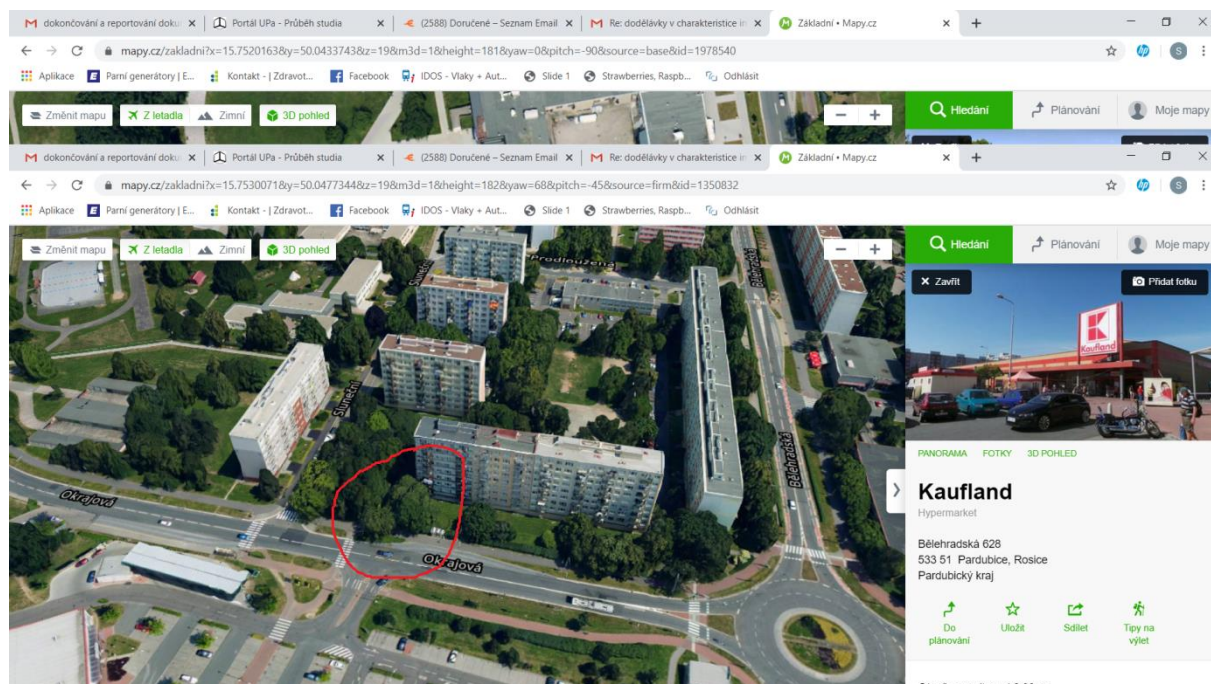 dokončování a reportování doku
Portál UPa - Průběh studia
(2588) Doručené – Seznam Email
Re: dodělávky v charakteristice in
Základní • Mapy.cz
mapy.cz/zakladni?x=15.7520163&y=50.0433743&z=19&m3d=1&height=181&yaw=0&pitch=-90&source=base&id=1978540
Aplikace
Parní generátory | E...
Kontakt - | Zdravot...
Facebook
IDOS - Vlaky + Aut...
Slide 1
Strawberries, Raspb...
Odhlásit
Změnit mapu
Z letadla
Zimní
3D pohled
Hledání
Plánování
Moje mapy
dokončování a reportování doku
Portál UPa - Průběh studia
(2588) Doručené – Seznam Email
Re: dodělávky v charakteristice in
Základní • Mapy.cz
mapy.cz/zakladni?x=15.7530071&y=50.0477344&z=19&m3d=1&height=182&yaw=68&pitch=-45&source=firm&id=1350832
Aplikace
Parní generátory | E...
Kontakt - | Zdravot...
Facebook
IDOS - Vlaky + Aut...
Slide 1
Strawberries, Raspb...
Odhlásit
Změnit mapu
Z letadla
Zimní
3D pohled
Hledání
Plánování
Moje mapy
Zavřít
Přidat fotku
Kaufland
Prodloužená
Sluneční
Sluneční
Bělehradská
Bělehradská
Okrajová
Okrajová
PANORAMA FOTKY 3D POHLED
Kaufland
Hypermarket
Bělehradská 628
533 51 Pardubice, Rosice
Pardubický kraj
Do plánování
Uložit
Sdílet
Tipy na výlet